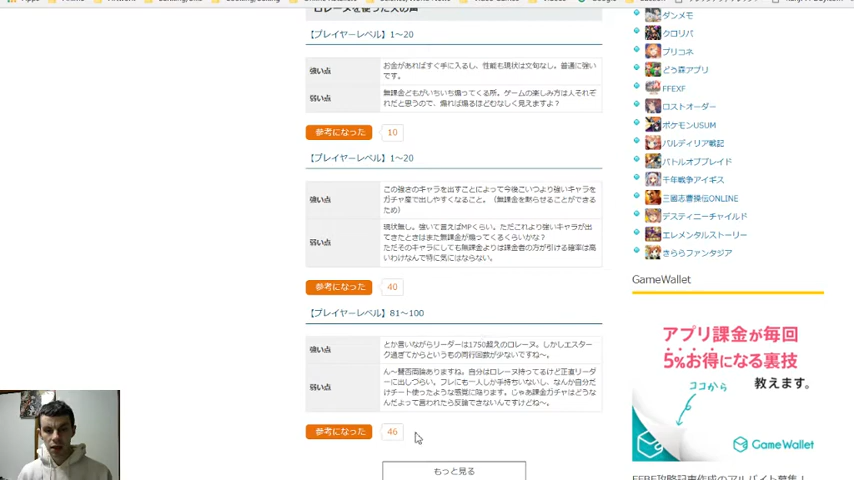 ロレーヌを使った人の声
【プレイヤーレベル】1～20
強い点
お金があればすぐ手に入るし、性能も現状は文句なし。普通に強い
です。
弱い点
無課金どもがいちいち煽ってくる所。ゲームの楽しみ方は人それぞ
れだと思うので、煽れば煽るほどむなしく見えますよ？
参考になった
10
【プレイヤーレベル】1～20
強い点
この強さのキャラを出すことによって今後こいつより強いキャラを
ガチャ産で出しやすくなること。（無課金を黙らせることができる
ため）
弱い点
現状無し。強いて言えばMPくらい。ただこれより強いキャラが出
てきたときはまた無課金が煽ってくるくらいかな？
ただそのキャラにしても無課金よりは課金者の方が引ける確率は高
いわけなんで特に気にはならない。
参考になった
40
【プレイヤーレベル】81～100
強い点
とか言いながらリーダーは1750超えのロレーヌ。しかしエスター
ク過ぎてからというもの同行回数が少ないですね～。
弱い点
ん～賛否両論ありますね。自分はロレーヌ持ってるけど正直リーダ
ーに出しづらい。フレにも一人しか手持ちいないし、なんか自分だ
けチート使ったような感覚に陥ります。じゃあ課金ガチャはどうな
んだよって言われたら反論できないんですけどね～。
参考になった
46
もっと見る
ダンメモ
クロリバ
プリコネ
どう森アプリ
FFEXF
ロストオーダー
ポケモンUSUM
バルディリア戦記
バトルオブブレイド
千年戦争アイギス
三國志曹操伝ONLINE
デスティニーチャイルド
エレメンタルストーリー
きららファンタジア
GameWallet
アプリ課金が毎回
5%お得になる裏技
ココから
教えます。
GameWallet
FFBE攻略記事作成のアルバイト募集！